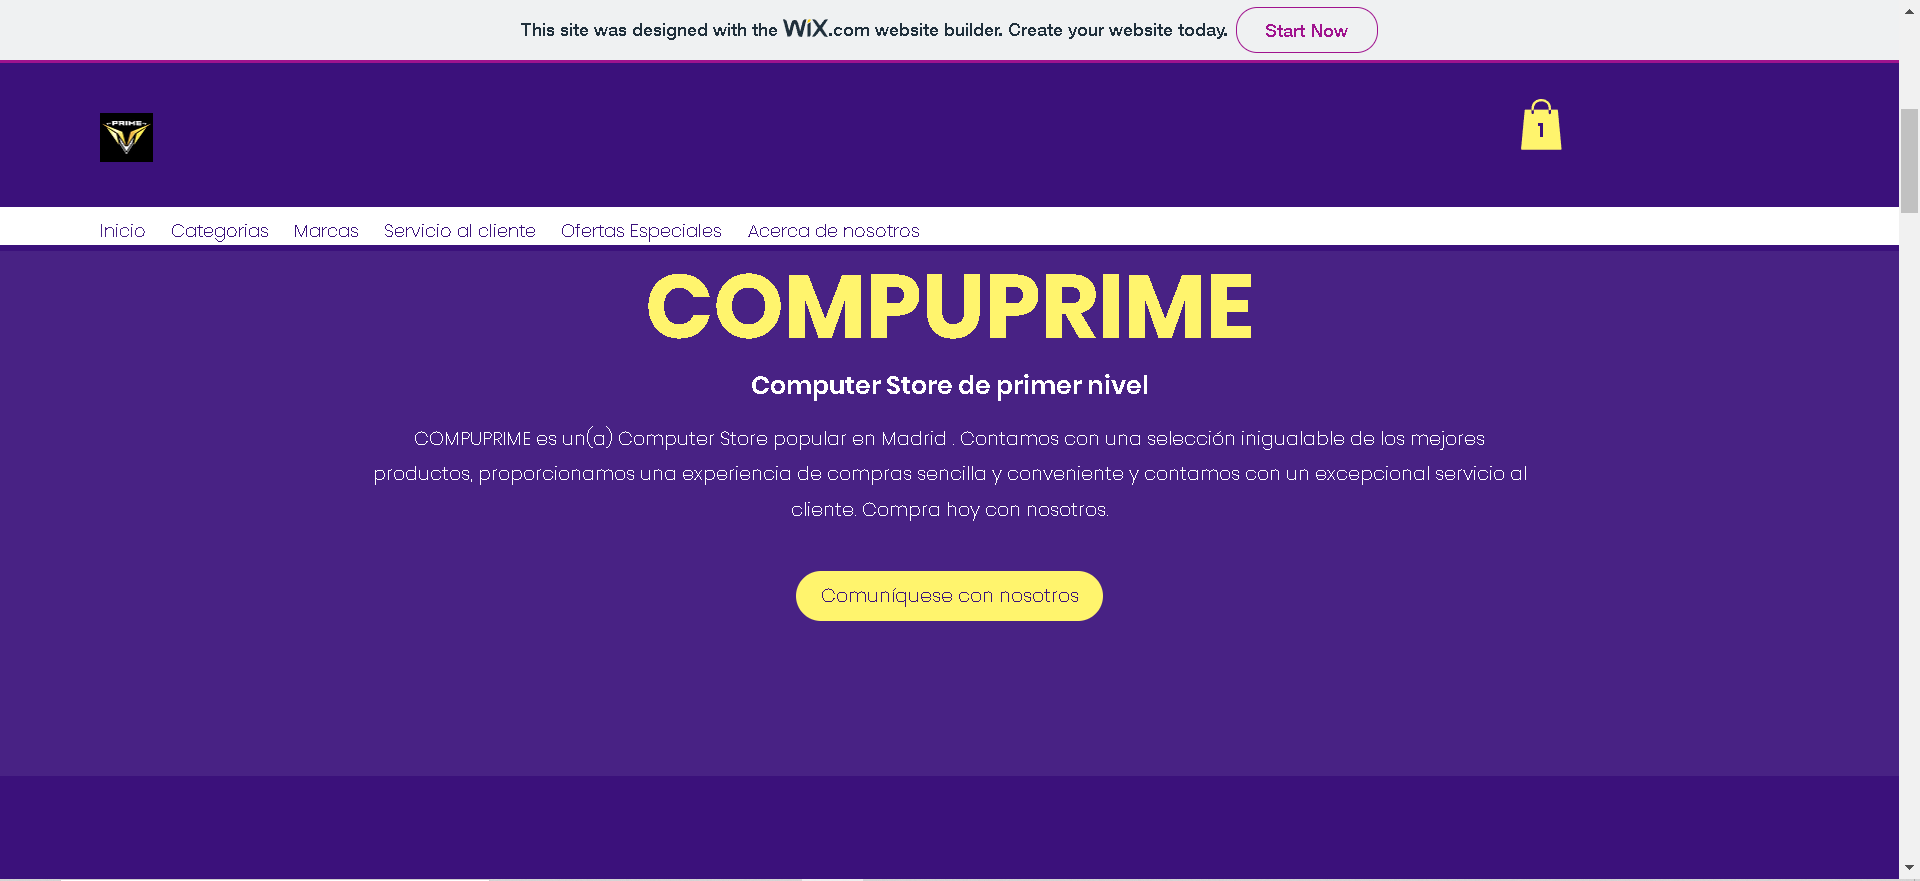 This site was designed with the WiX.com website builder. Create your website today. Start Now
PRIME
1
Inicio Categorias Marcas Servicio al cliente Ofertas Especiales Acerca de nosotros
COMPUPRIME
Computer Store de primer nivel
COMPUPRIME es un(a) Computer Store popular en Madrid . Contamos con una selección inigualable de los mejores
productos, proporcionamos una experiencia de compras sencilla y conveniente y contamos con un excepcional servicio al
cliente. Compra hoy con nosotros.
Comuníquese con nosotros